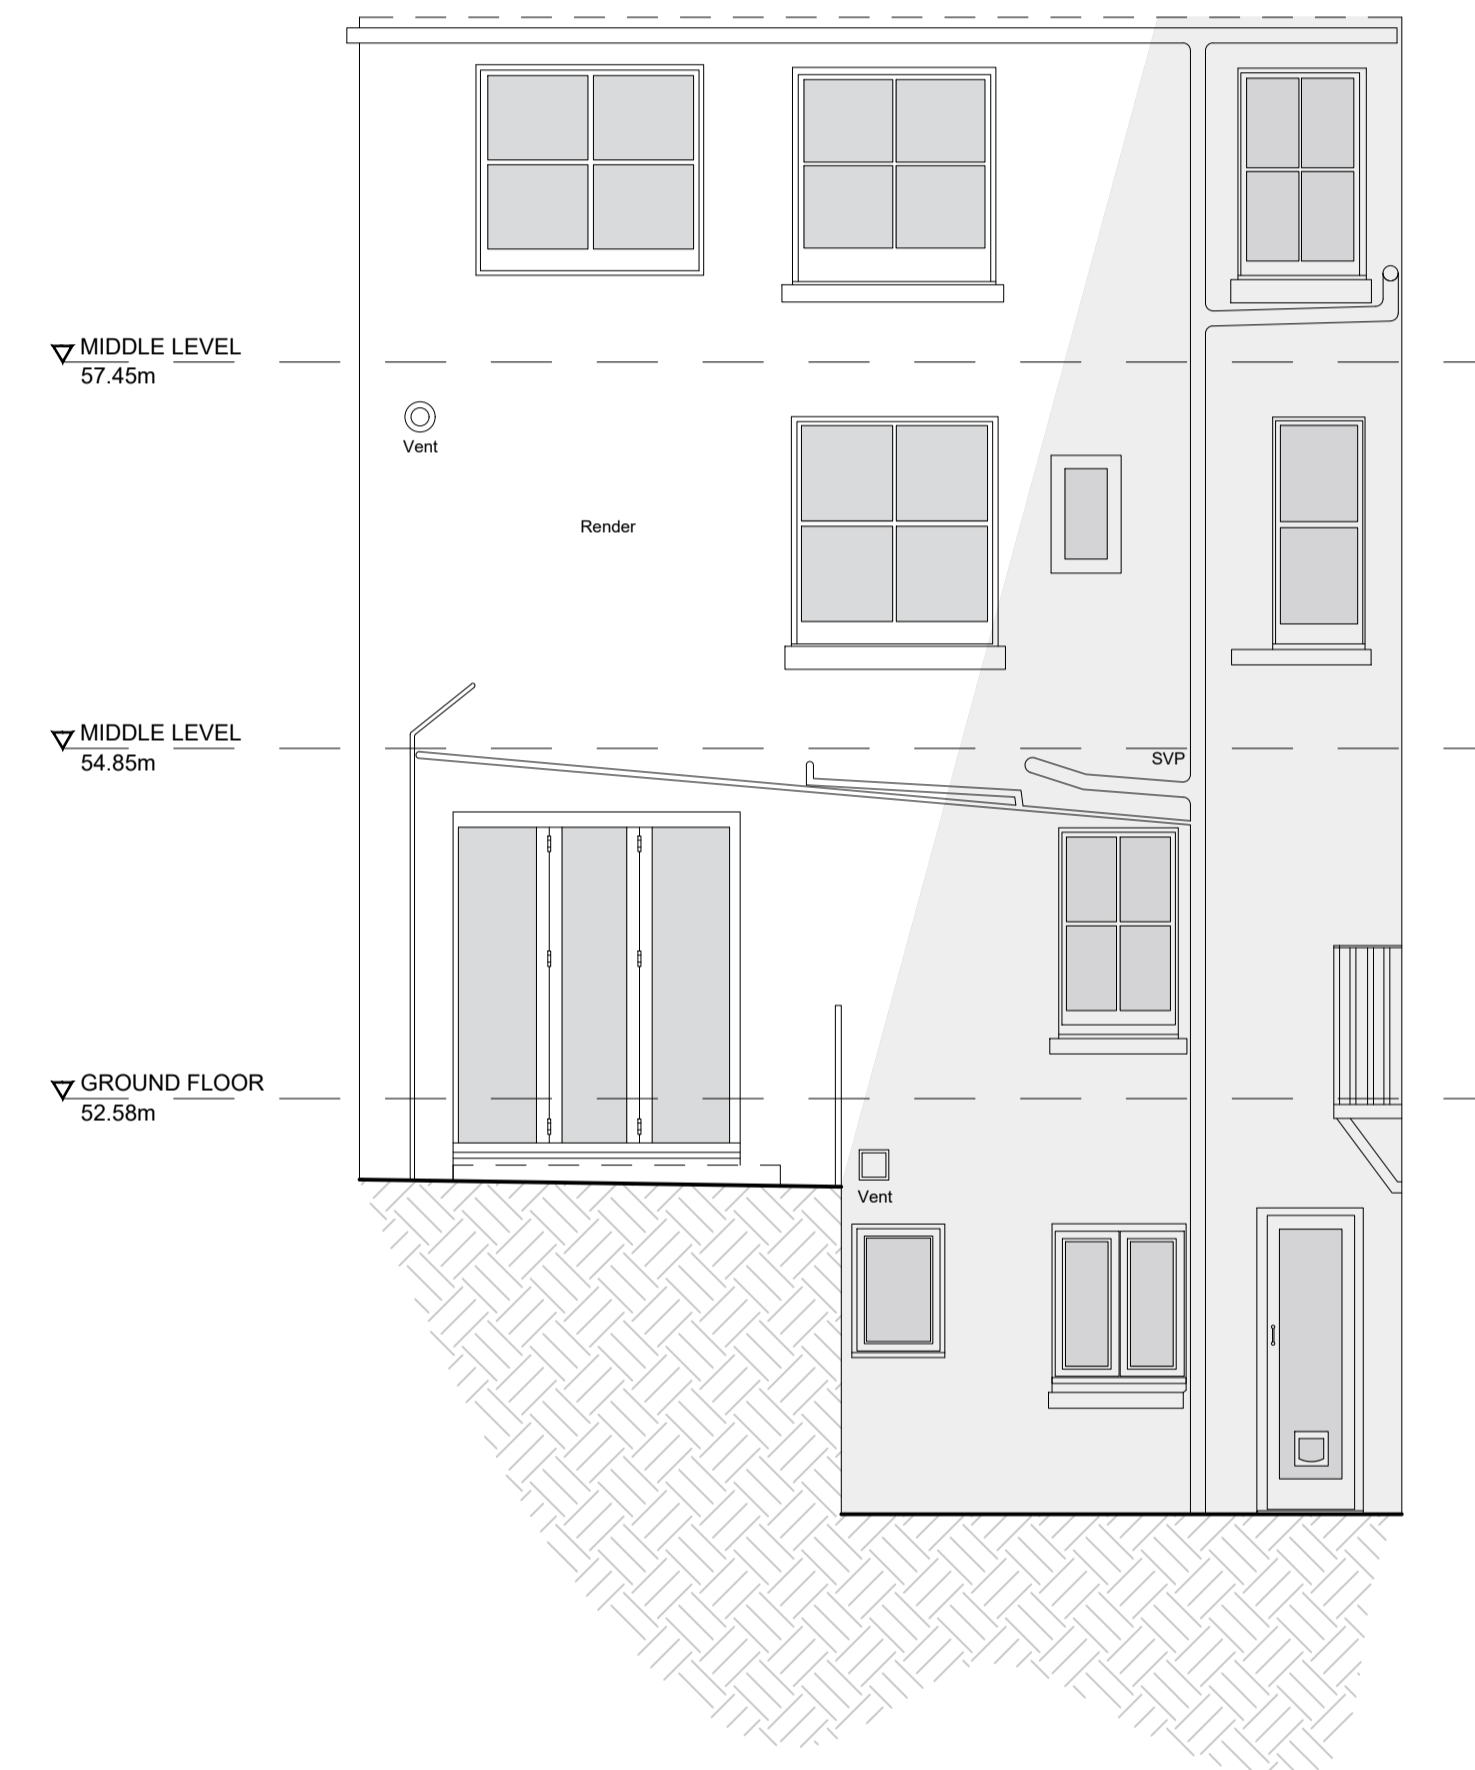 MIDDLE LEVEL
57.45m
Vent
Render
MIDDLE LEVEL
54.85m
SVP
GROUND FLOOR
52.58m
Vent